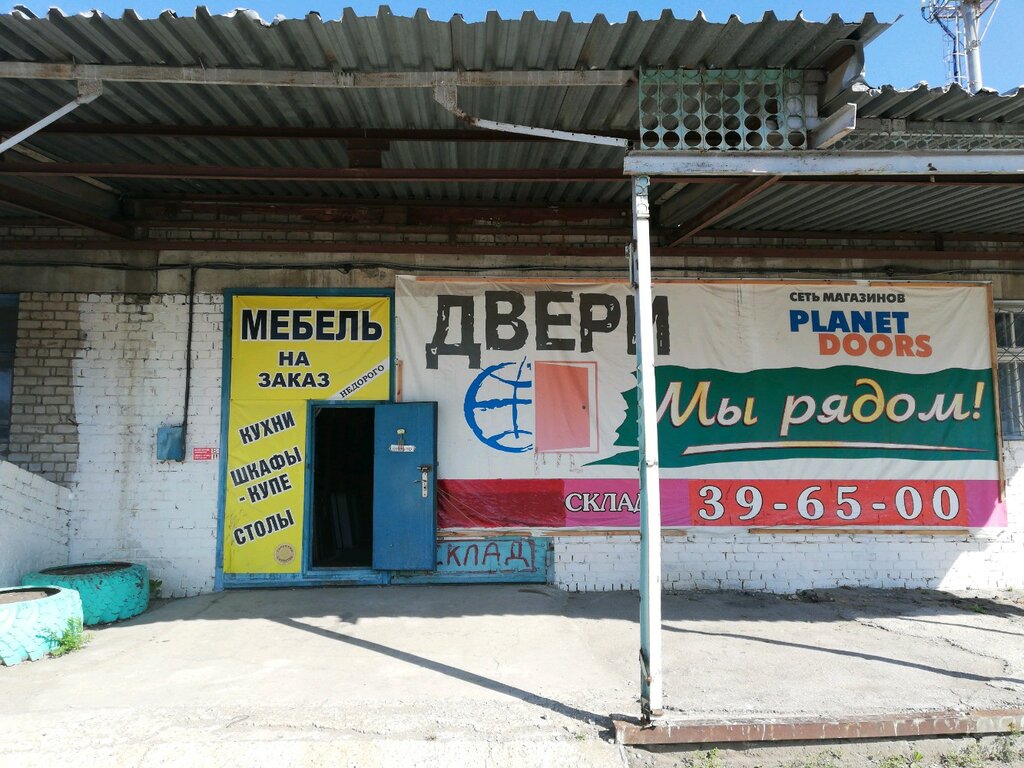 МЕБЕЛЬ
НА
ЗАКАЗ
НЕДОРОГО
КУХНИ
ШКАФЫ
- КУПЕ
СТОЛЫ
ДВЕРИ
СЕТЬ МАГАЗИНОВ
PLANET
DOORS
Мы рядом!
СКЛАД
39-65-00
СКЛАД